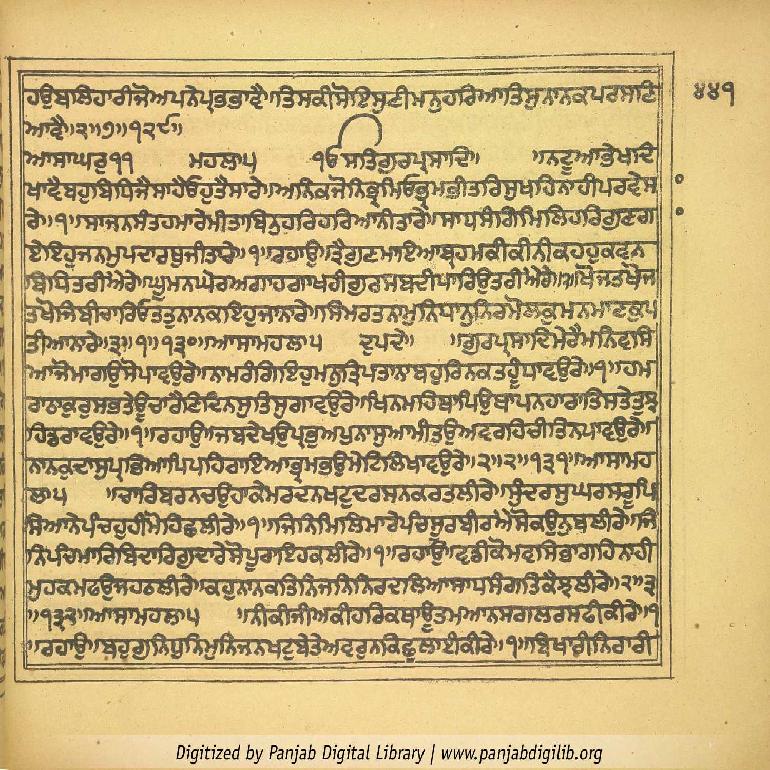 ਹਉਬਲਿਹਾਰੀਜੋਅਪਨੇਪ੍ਰਭਭਾਵੈ॥ਤਿਸਕੀਸੋਇਸੁਣੀਮਨੁਹਰਿਆਤਿਸੁਨਾਨਕਪਰਸਣਿ
ਆਵੈ॥੨॥੭॥੧੨੮॥
੪੪੧
ਆਸਾਘਰੁ੧੧ ਮਹਲਾ੫ ੴਸਤਿਗੁਰਪ੍ਰਸਾਦਿ॥ ॥ਨਟੂਆਭੇਖਦਿ
ਖਾਵੈਬਹੁਬਿਧਿਜੈਸਾਹੈਓਹੁਤੈਸਾਰੇ॥ਅਨਿਕਜੋਨਿਭ੍ਰਮਿਓਭ੍ਰਮਭੀਤਰਿਸੁਖਹਿਨਾਹੀਪਰਵੇਸ
ਰੇ॥੧॥ਸਾਜਨਸੰਤਹਮਾਰੇਮੀਤਾਬਿਨੁਹਰਿਹਰਿਆਨੀਤਾਰੇ॥ਸਾਧਸੰਗਿਮਿਲਿਹਰਿਗੁਣਗ
ਏਇਹੁਜਨਮੁਪਦਾਰਥੁਜੀਤਾਰੇ॥੧॥ਰਹਾਉ॥ਤ੍ਰੈਗੁਣਮਾਇਆਬ੍ਰਹਮਕੀਕੀਨੀਕਹਹੁਕਵਨ
ਬਿਧਿਤਰੀਐਰੇ॥ਘੂਮਨਘੇਰਅਗਾਹਗਾਖਰੀਗੁਰਸਬਦੀਪਾਰਿਉਤਰੀਐਰੇ॥੨॥ਖੋਜਤਖੋਜ
ਤਖੋਜਿਬੀਚਾਰਿਓਤਤੁਨਾਨਕਇਹੁਜਾਨਾਰੇ॥ਸਿਮਰਤਨਾਮੁਨਿਧਾਨੁਨਿਰਮੋਲਕੁਮਨਮਾਣਕੁਪ
ਤੀਆਨਾਰੇ॥੩॥੧॥੧੩੦॥ਆਸਾਮਹਲਾ੫ ਦੁਪਦੇ॥ ॥ਗੁਰਪ੍ਰਸਾਦਿਮੇਰੈਮਨਿਵਸਿ
ਆਜੋਮਾਗਉਸੋਪਾਵਉਰੇ॥ਨਾਮਰੰਗਿਇਹੁਮਨੁਤ੍ਰਿਪਤਾਨਾਬਹੁਰਿਨਕਤਹੂੰਧਾਵਉਰੇ॥੧॥ਹਮ
ਰਾਠਾਕੁਰੁਸਭਤੇਊਚਾਰੈਣਿਦਿਨਸੁਤਿਸੁਗਾਵਉਰੇ॥ਖਿਨਮਹਿਥਾਪਿਉਥਾਪਨਹਾਰਾਤਿਸਤੇਤੁਝ
ਹਿਡਰਾਵਉਰੇ॥੧॥ਰਹਾਉ॥ਜਬਦੇਖਉਪ੍ਰਭੁਅਪੁਨਾਸੁਆਮੀਤਉਅਵਰਹਿਚੀਤਿਨਪਾਵਉਰੇ॥
ਨਾਨਕੁਦਾਸੁਪ੍ਰਭਿਆਪਿਪਹਿਰਾਇਆਭ੍ਰਮਭਉਮੇਟਿਲਿਖਾਵਉਰੇ॥੨॥੨॥੧੩੧॥ਆਸਾਮਹ
ਲਾ੫ ॥ਚਾਰਿਬਰਨਚਉਹਾਕੇਮਰਦਨਖਟੁਦਰਸਨਕਰਤਲੀਰੇ॥ਸੁੰਦਰਸੁਘਰਸਰੂਪਿ
ਸਿਆਨੇਪੰਚਹੁਹੀਮੋਹਿਛਲੀਰੇ॥੧॥ਜਿਨਿਮਿਲਿਮਾਰੇਪੰਚਸੂਰਬੀਰਐਸੋਕਉਨੁਬਲੀਰੇ॥ਜਿ
ਨਿਪੰਚਮਾਰਿਬਿਦਾਰਿਗੁਦਾਰੇਸੋਪੂਰਾਇਹਕਲੀਰੇ॥੧॥ਰਹਾਉ॥ਵਡੀਕੋਮਵਸਿਭਾਗਹਿਨਾਹੀ
ਮੁਹਕਮਫਉਜਹਠਲੀਰੇ॥ਕਹੁਨਾਨਕਤਿਨਿਜਨਿਨਿਰਦਲਿਆਸਾਧਸੰਗਤਿਕੈਝਲੀਰੇ॥੨॥੩
॥੧੩੨॥ਆਸਾਮਹਲਾ੫ ॥ਨੀਕੀਜੀਅਕੀਹਰਿਕਥਾਊਤਮਆਨਸਗਲਰਸਫੀਕੀਰੇ॥੧
॥ਰਹਾਉ॥ਬਹੁਗੁਨਿਧੁਨਿਮੁਨਿਜਨਖਟੁਬੇਤੇਅਵਰੁਨਕਿਛੁਲਾਈਕੀਰੇ॥੧॥ਬਿਖਾਰੀਨਿਰਾਰੀ
Digitized by Panjab Digital Library | www.panjabdigilib.org